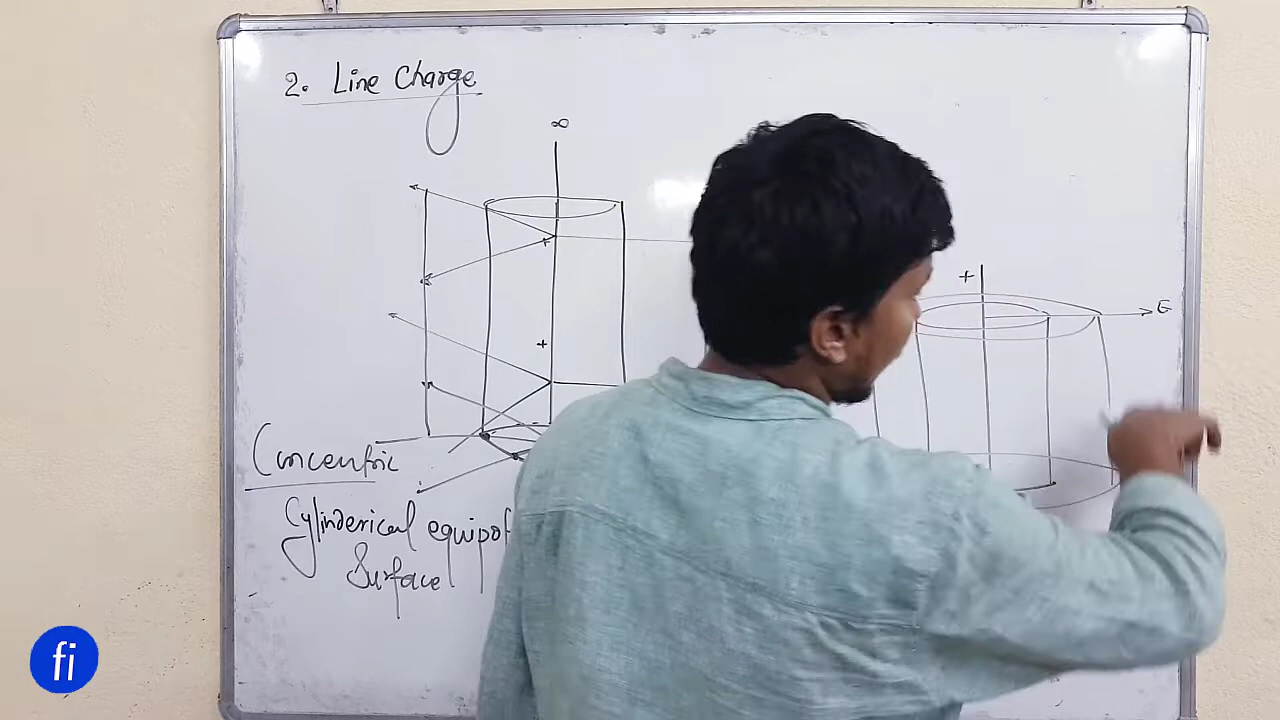 2. Line Charge
∞
+
+
+
E
Concentric
Cylinderical equipot
Surface
fi